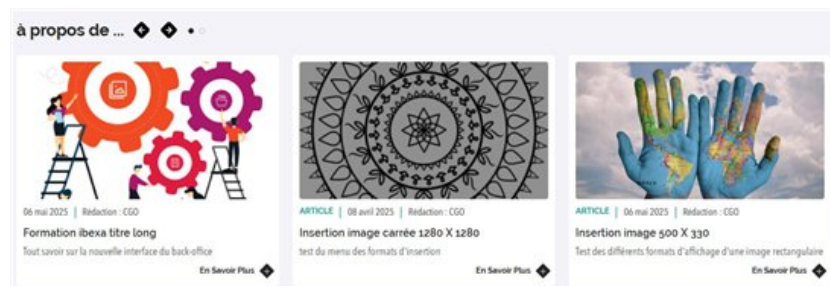 à propos de ...
06 mai 2025 | Rédaction : CGO
Formation ibexa titre long
Tout savoir sur la nouvelle interface du back-office
En Savoir Plus
ARTICLE | 08 avril 2025 | Rédaction : CGO
Insertion image carrée 1280 X 1280
test du menu des formats d'insertion
En Savoir Plus
ARTICLE | 06 mai 2025 | Rédaction : CGO
Insertion image 500 X 330
Test des différents formats d'affichage d'une image rectangulaire
En Savoir Plus